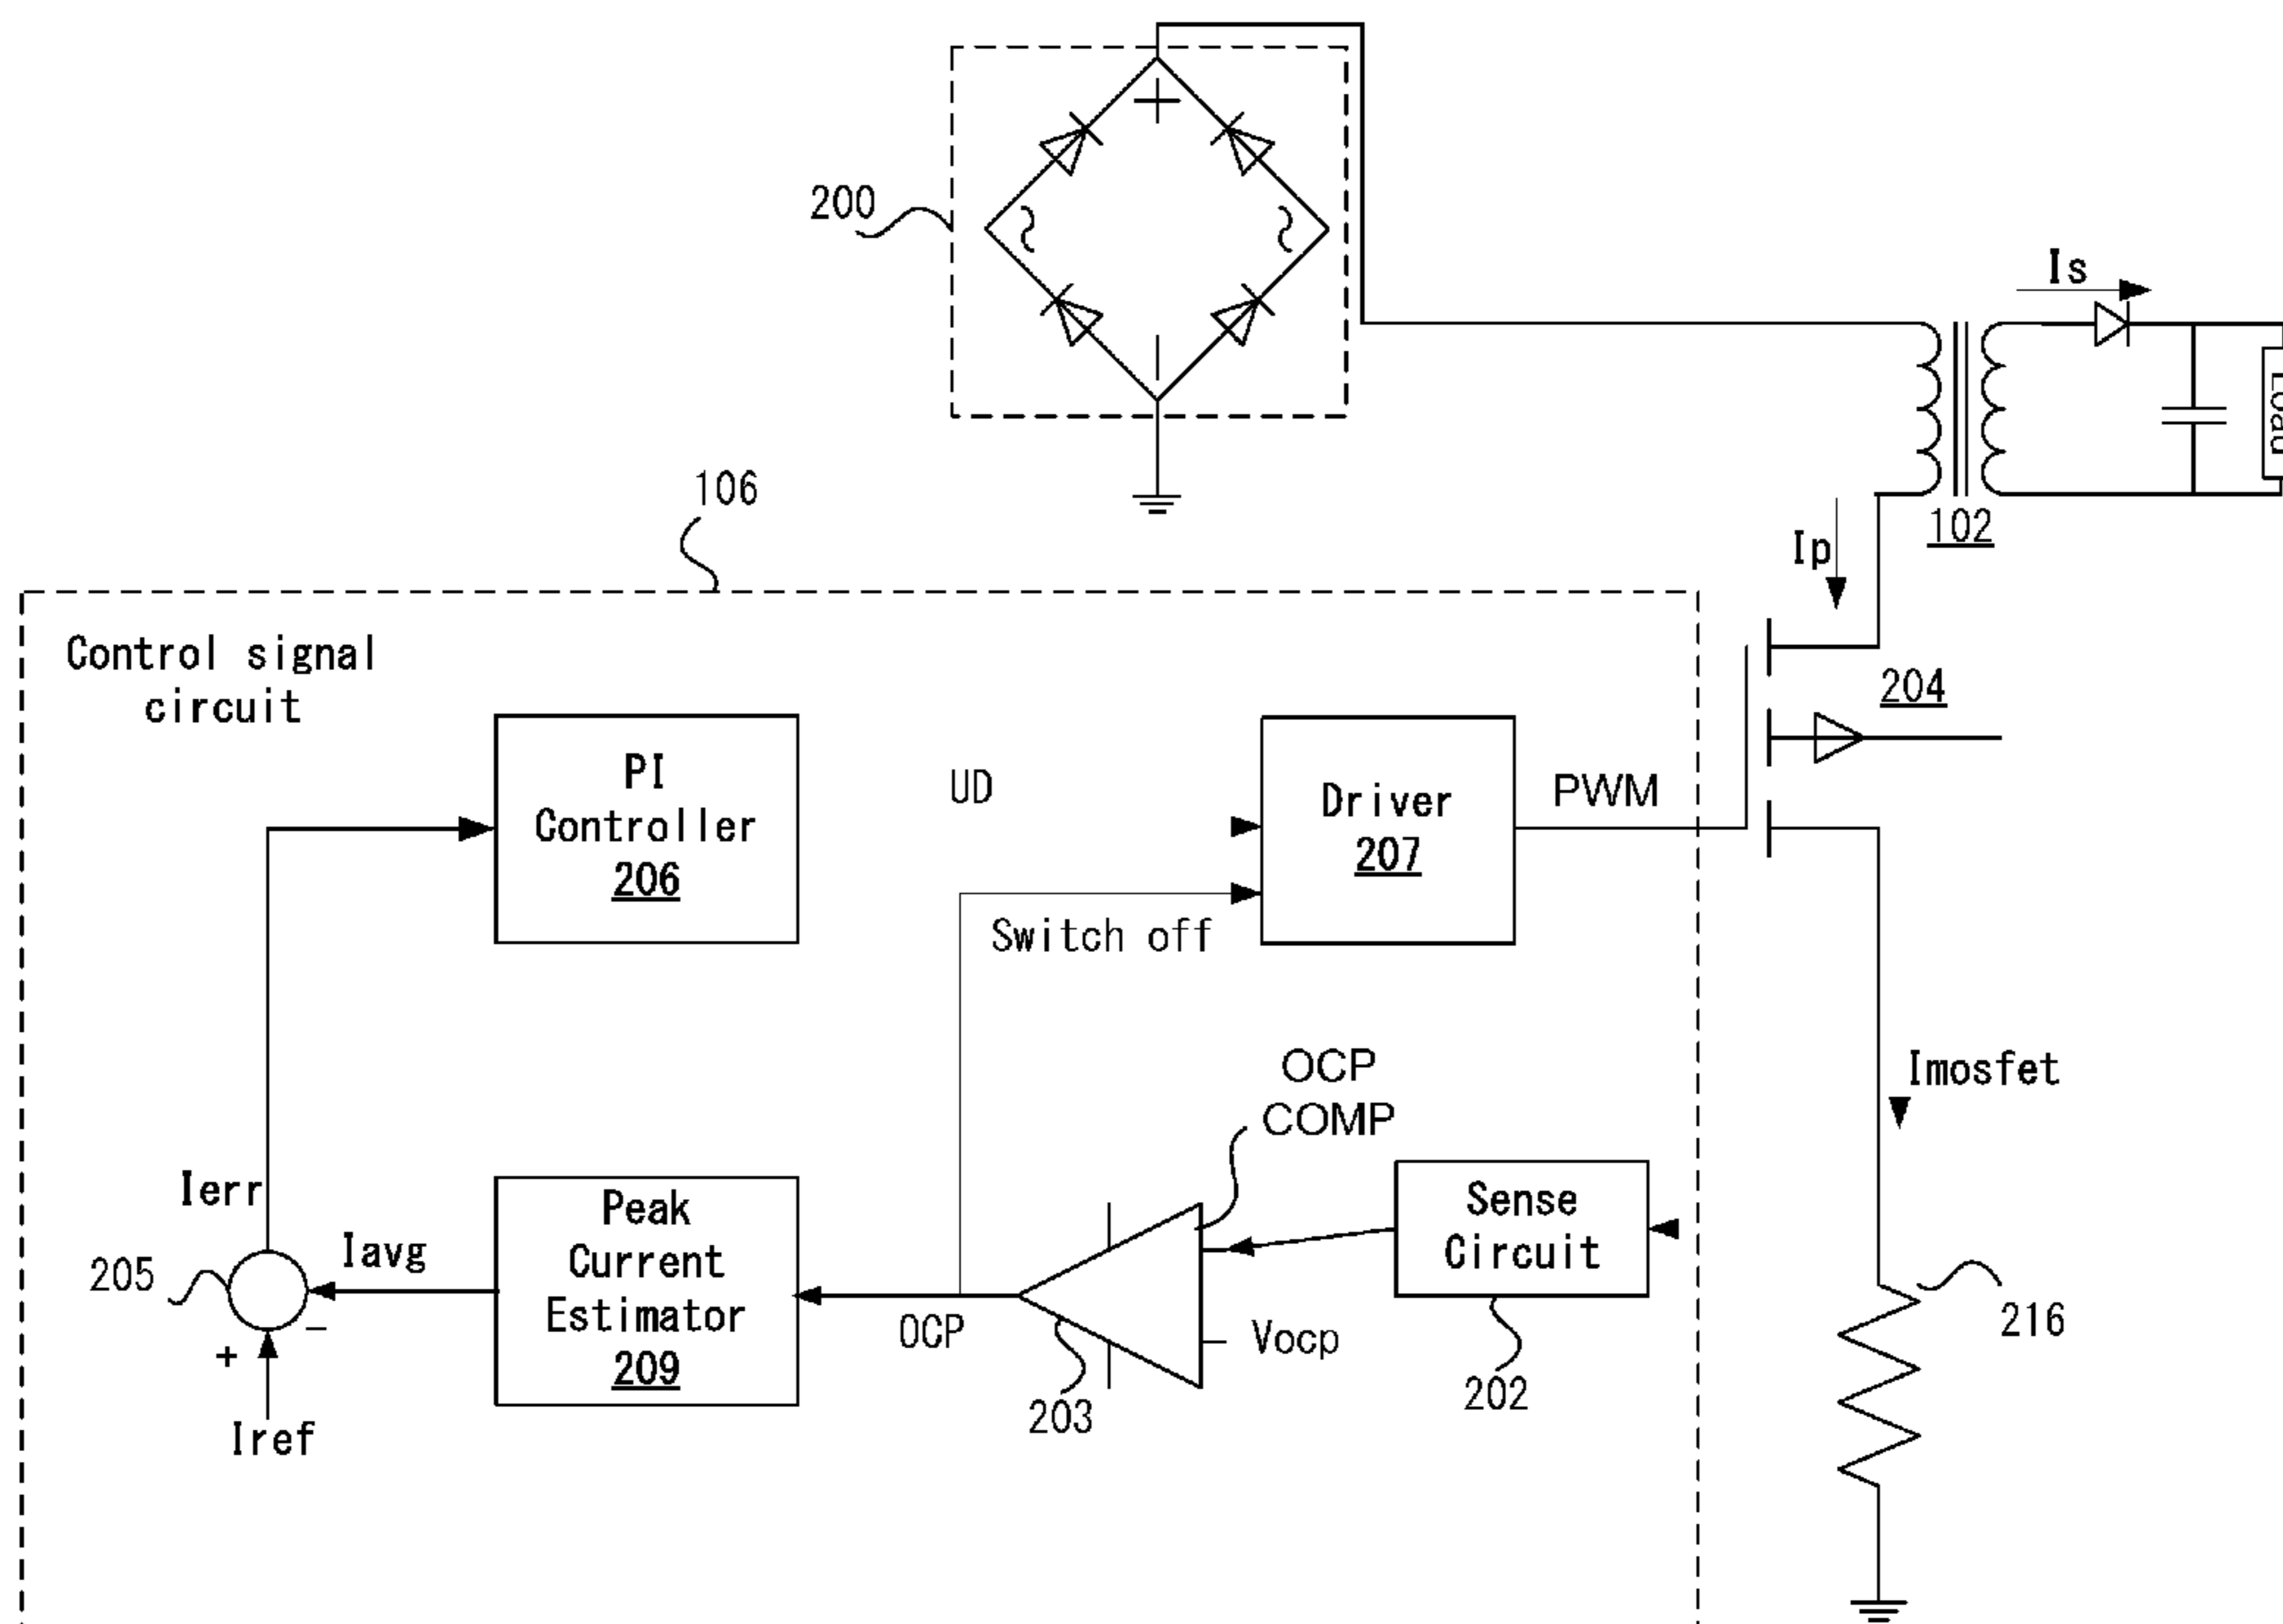 200
Is
Load
106
102
Ip
Control signal
circuit
204
PI
Controller
206
UD
Driver
207
PWM
Switch off
OCP
COMP
Imosfet
Ierr
Iavg
205
+
−
Iref
Peak
Current
Estimator
209
OCP
203
Vocp
Sense
Circuit
202
216